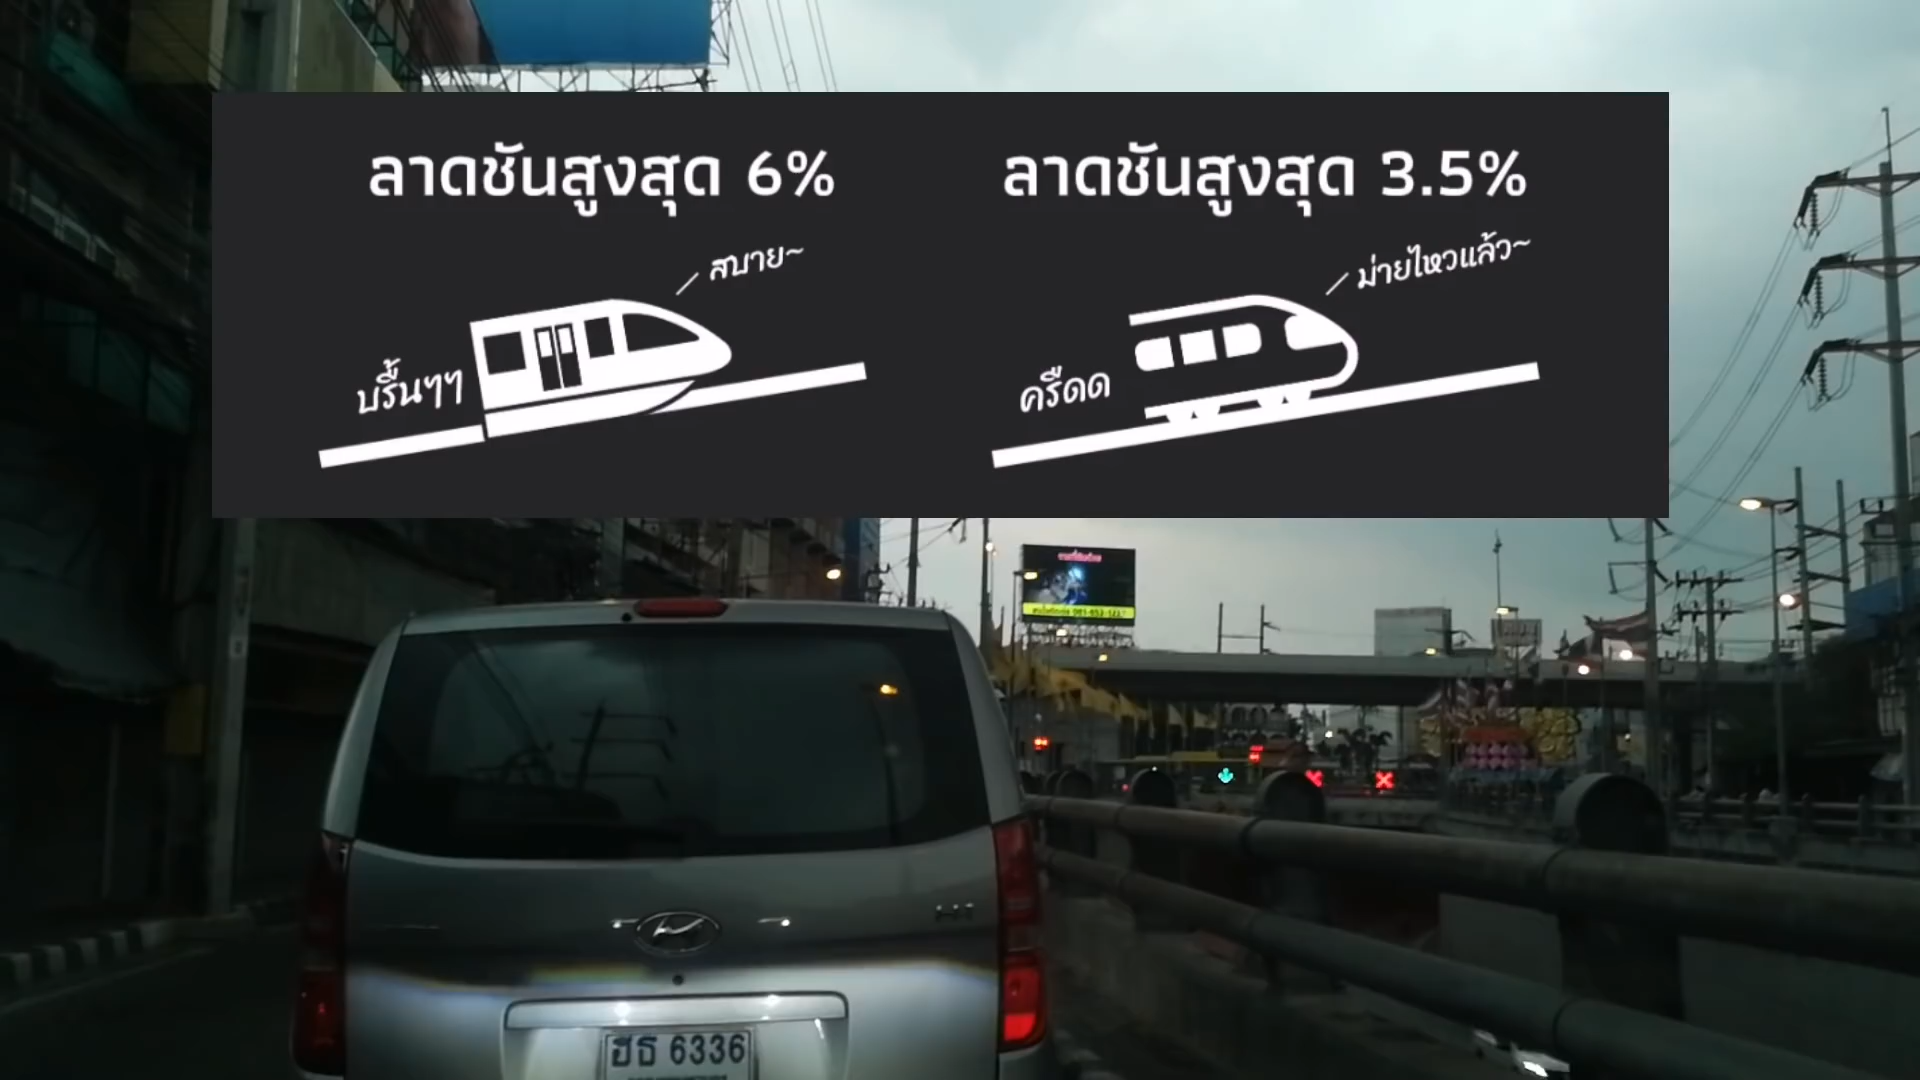 ลาดชันสูงสุด 6%
ลาดชันสูงสุด 3.5%
สบาย~
ม่ายไหวแล้ว~
บรื้นๆๆ
ครืดด
H-1
ฮธ 6336